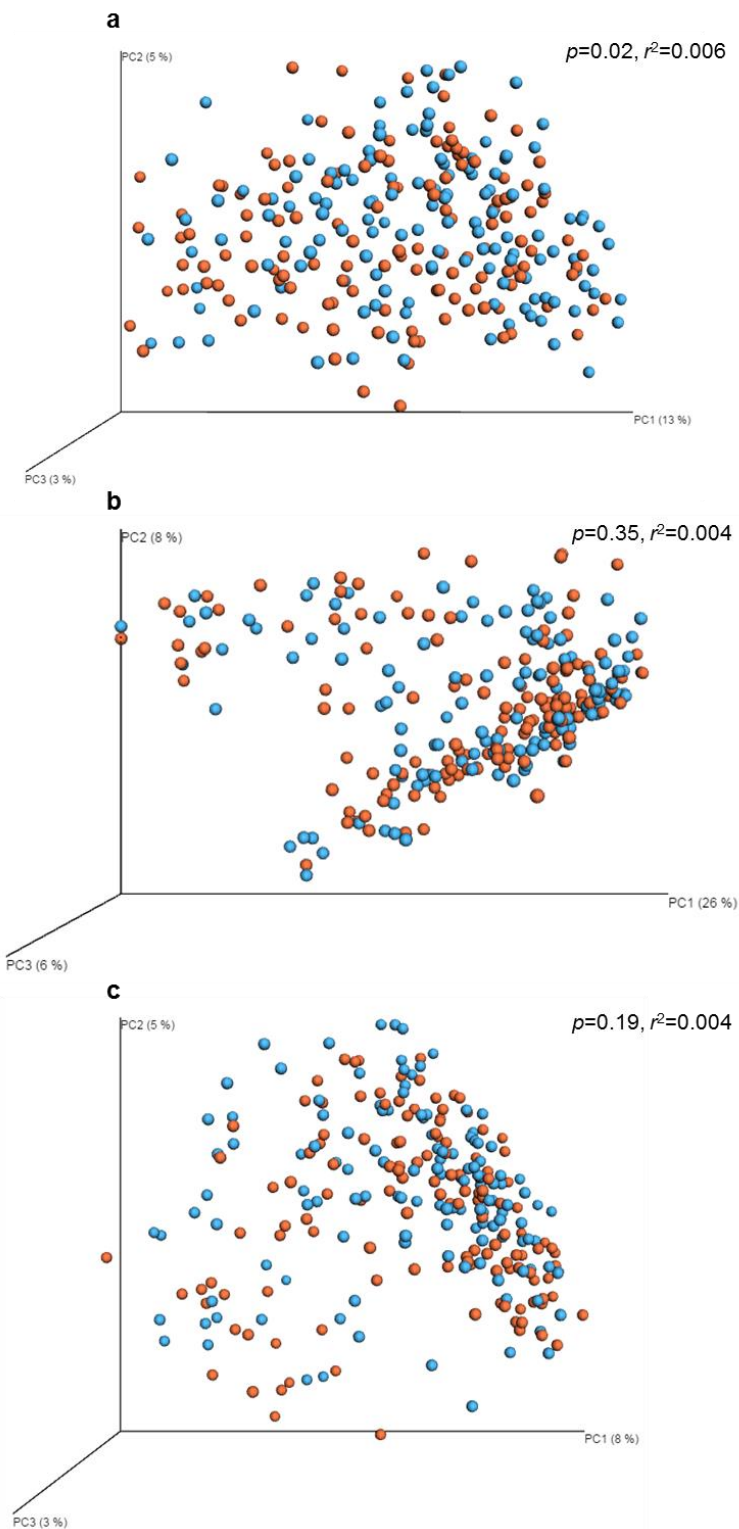 a
PC2 (5 %)
p=0.02, r²=0.006
PC1 (13 %)
PC3 (3 %)
b
PC2 (8 %)
p=0.35, r²=0.004
PC1 (26 %)
PC3 (6 %)
c
PC2 (5 %)
p=0.19, r²=0.004
PC1 (8 %)
PC3 (3 %)